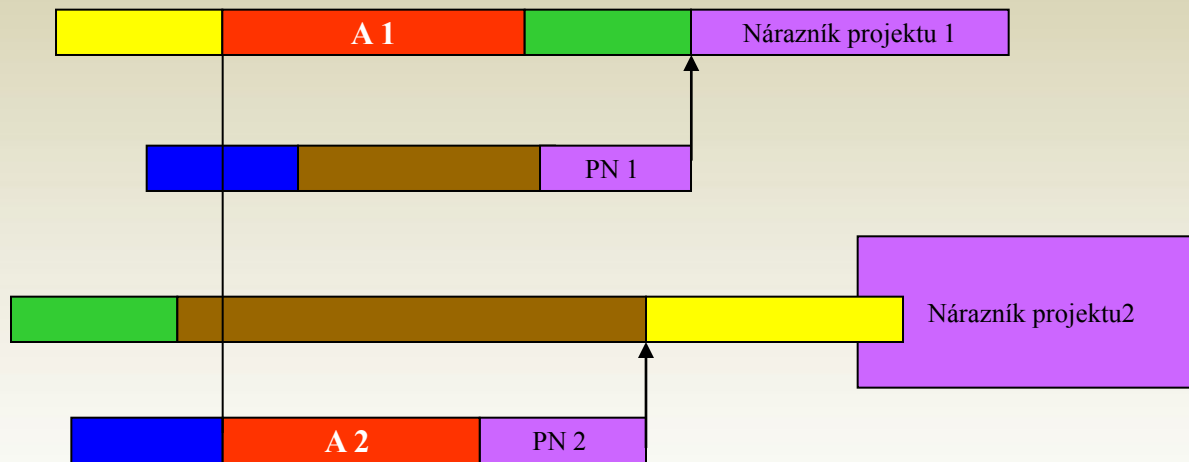 A 1
Nárazník projektu 1
PN 1
Nárazník projektu2
A 2
PN 2